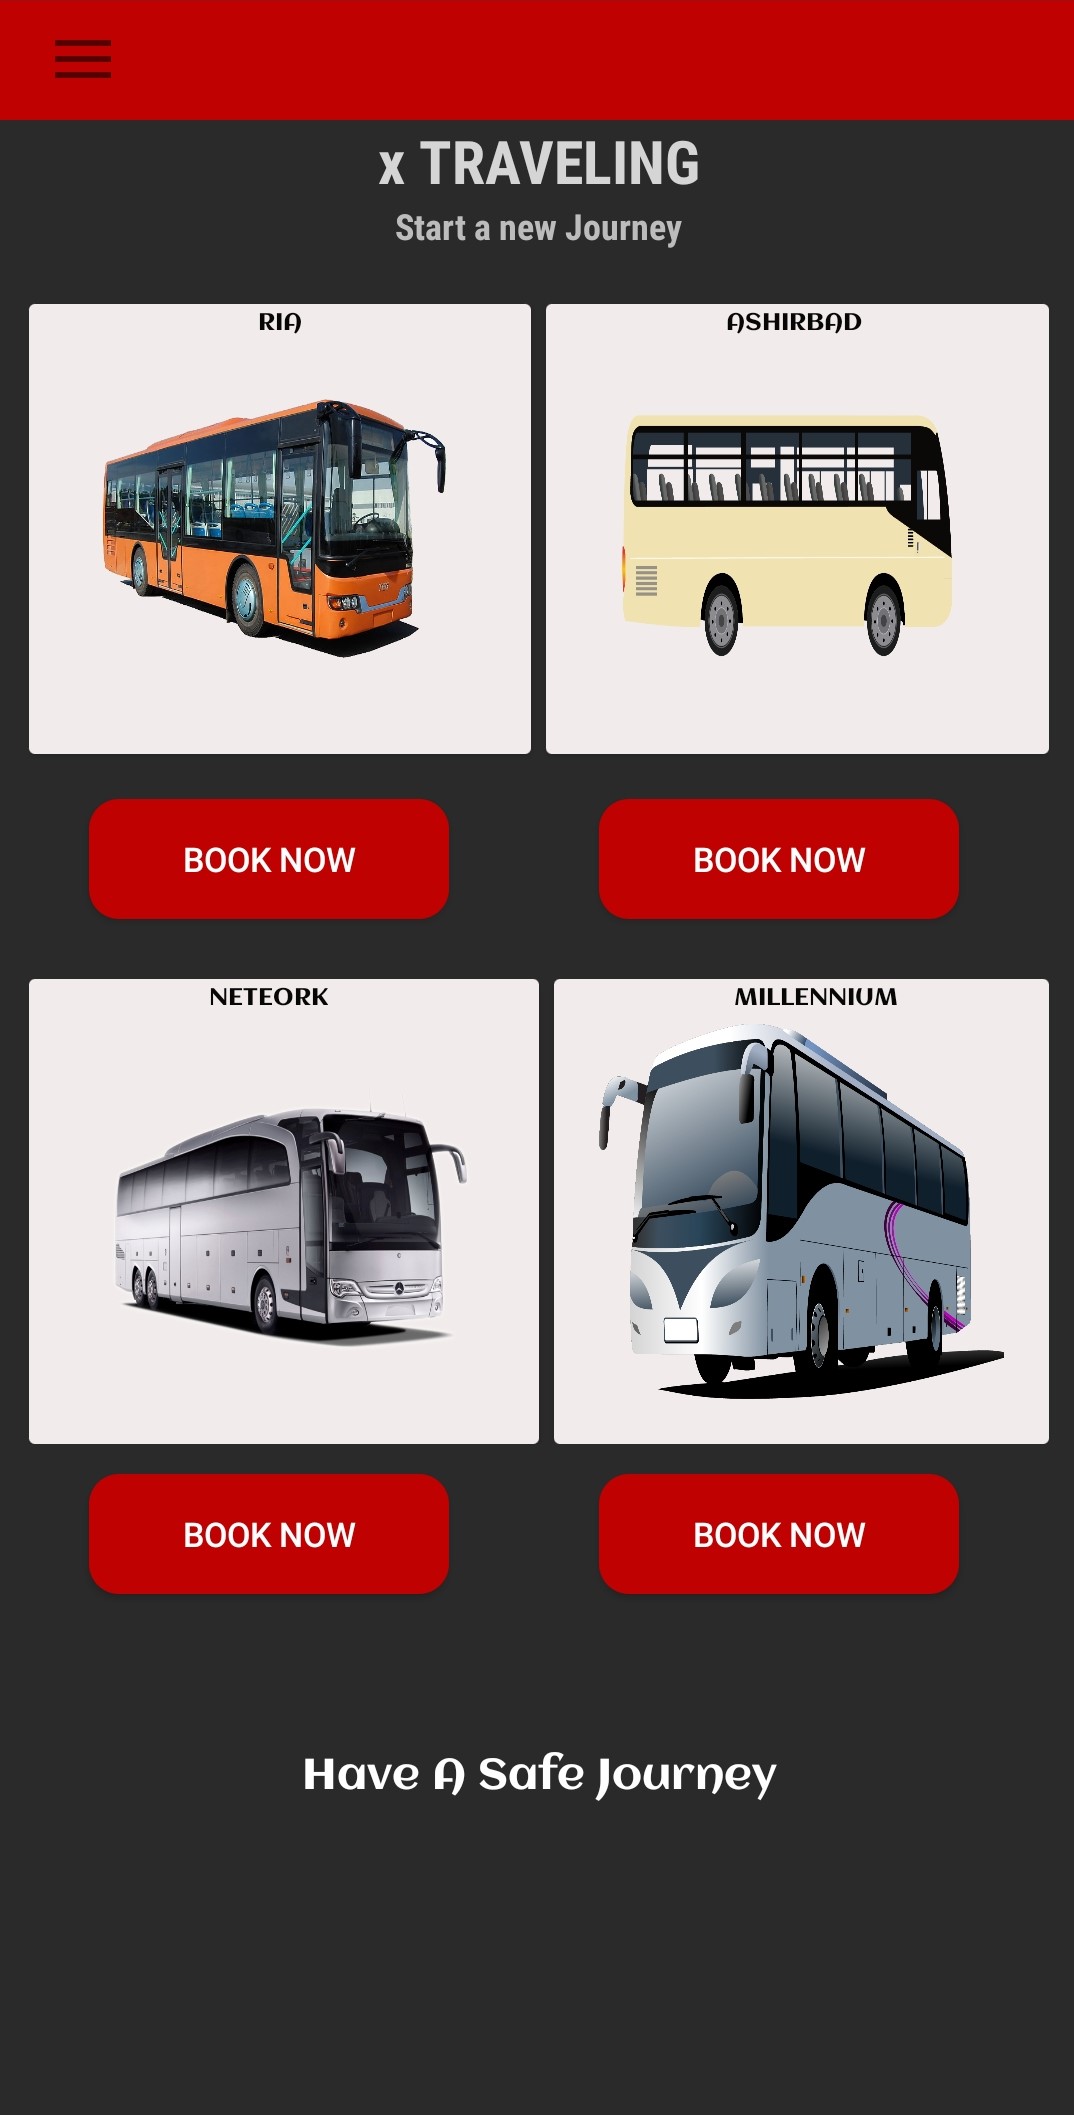 x TRAVELING
Start a new Journey
RIA
ASHIRBAD
BOOK NOW
BOOK NOW
NETEORK
MILLENNIUM
BOOK NOW
BOOK NOW
Have A Safe Journey